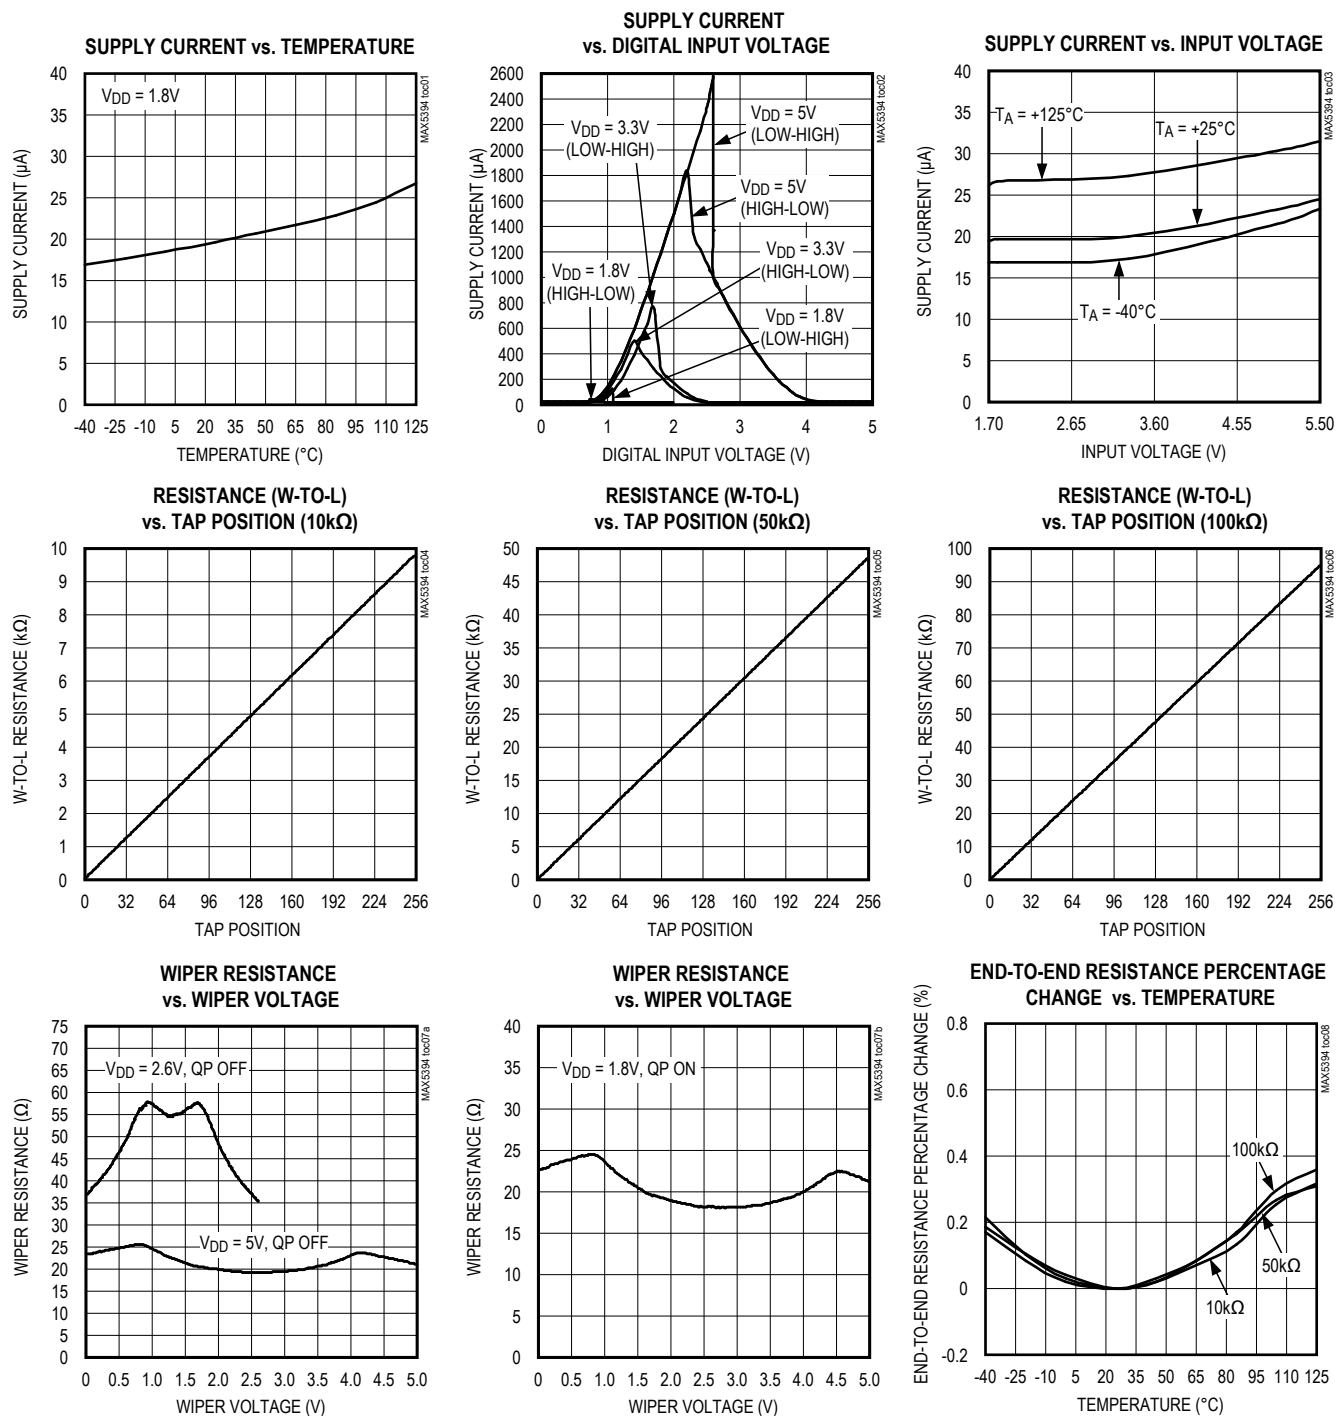 SUPPLY CURRENT vs. TEMPERATURE
40
35
30
25
20
15
10
5
0
SUPPLY CURRENT (µA)
VDD = 1.8V
MAX5394 toc01
-40 -25 -10 5 20 35 50 65 80 95 110 125
TEMPERATURE (°C)
SUPPLY CURRENT
vs. DIGITAL INPUT VOLTAGE
2600
2400
2200
2000
1800
1600
1400
1200
1000
800
600
400
200
0
SUPPLY CURRENT (µA)
VDD = 5V
(LOW-HIGH)
VDD = 3.3V
(LOW-HIGH)
VDD = 5V
(HIGH-LOW)
VDD = 3.3V
(HIGH-LOW)
VDD = 1.8V
(HIGH-LOW)
VDD = 1.8V
(LOW-HIGH)
MAX5394 toc02
0 1 2 3 4 5
DIGITAL INPUT VOLTAGE (V)
SUPPLY CURRENT vs. INPUT VOLTAGE
40
35
30
25
20
15
10
5
0
SUPPLY CURRENT (µA)
TA = +125°C
TA = +25°C
TA = -40°C
MAX5394 toc03
1.70 2.65 3.60 4.55 5.50
INPUT VOLTAGE (V)
RESISTANCE (W-TO-L)
vs. TAP POSITION (10kΩ)
10
9
8
7
6
5
4
3
2
1
0
W-TO-L RESISTANCE (kΩ)
MAX5394 toc04
0 32 64 96 128 160 192 224 256
TAP POSITION
RESISTANCE (W-TO-L)
vs. TAP POSITION (50kΩ)
50
45
40
35
30
25
20
15
10
5
0
W-TO-L RESISTANCE (kΩ)
MAX5394 toc05
0 32 64 96 128 160 192 224 256
TAP POSITION
RESISTANCE (W-TO-L)
vs. TAP POSITION (100kΩ)
100
90
80
70
60
50
40
30
20
10
0
W-TO-L RESISTANCE (kΩ)
MAX5394 toc06
0 32 64 96 128 160 192 224 256
TAP POSITION
WIPER RESISTANCE
vs. WIPER VOLTAGE
75
70
65
60
55
50
45
40
35
30
25
20
15
10
5
0
WIPER RESISTANCE (Ω)
VDD = 2.6V, QP OFF
VDD = 5V, QP OFF
MAX5394 toc07a
0 0.5 1.0 1.5 2.0 2.5 3.0 3.5 4.0 4.5 5.0
WIPER VOLTAGE (V)
WIPER RESISTANCE
vs. WIPER VOLTAGE
40
35
30
25
20
15
10
5
0
WIPER RESISTANCE (Ω)
VDD = 1.8V, QP ON
MAX5394 toc07b
0 0.5 1.0 1.5 2.0 2.5 3.0 3.5 4.0 4.5 5.0
WIPER VOLTAGE (V)
END-TO-END RESISTANCE PERCENTAGE
CHANGE vs. TEMPERATURE
0.8
0.6
0.4
0.2
0
-0.2
END-TO-END RESISTANCE PERCENTAGE CHANGE (%)
100kΩ
50kΩ
10kΩ
MAX5394 toc08
-40 -25 -10 5 20 35 50 65 80 95 110 125
TEMPERATURE (°C)